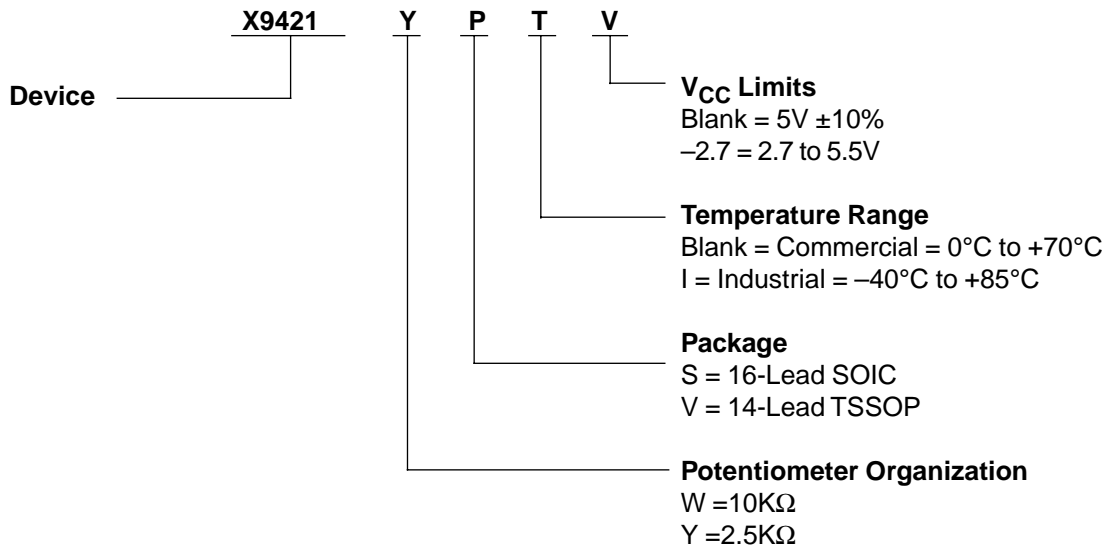 X9421 Y P T V
Device
VCC Limits
Blank = 5V ±10%
–2.7 = 2.7 to 5.5V
Temperature Range
Blank = Commercial = 0°C to +70°C
I = Industrial = –40°C to +85°C
Package
S = 16-Lead SOIC
V = 14-Lead TSSOP
Potentiometer Organization
W =10KΩ
Y =2.5KΩ